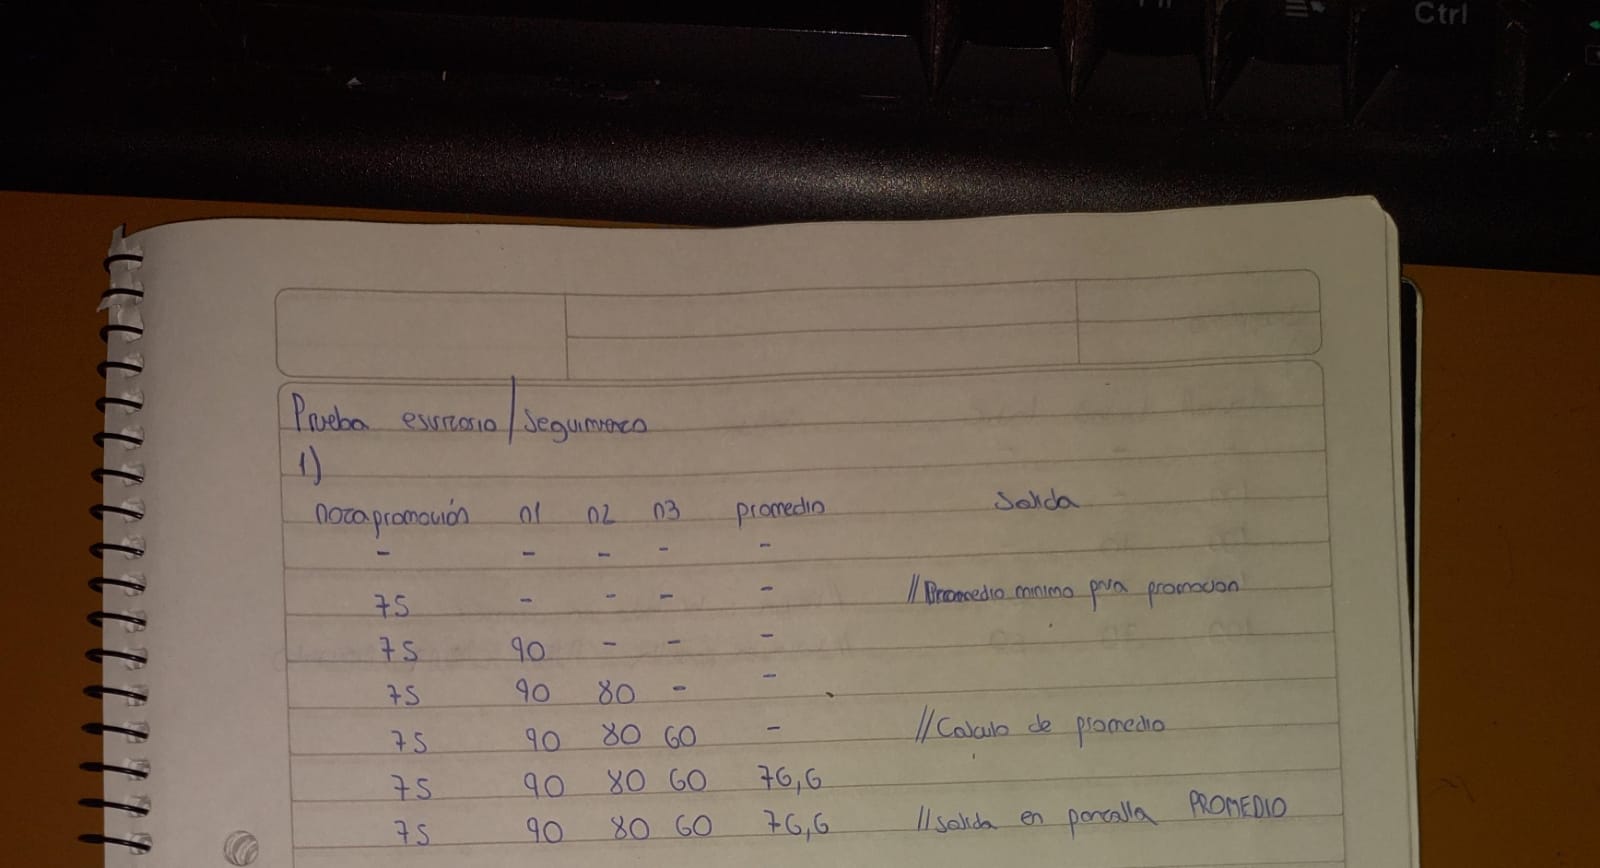 Ctrl
Prueba escritorio / Seguimiento
1)
notapromoción n1 n2 n3 promedio Salida
- - - - -
75 - - - - // Promedio minimo para promocion
75 90 - - -
75 90 80 - -
75 90 80 60 - // Calculo de promedio
75 90 80 60 76,6
75 90 80 60 76,6 // Salida en pantalla PROMEDIO